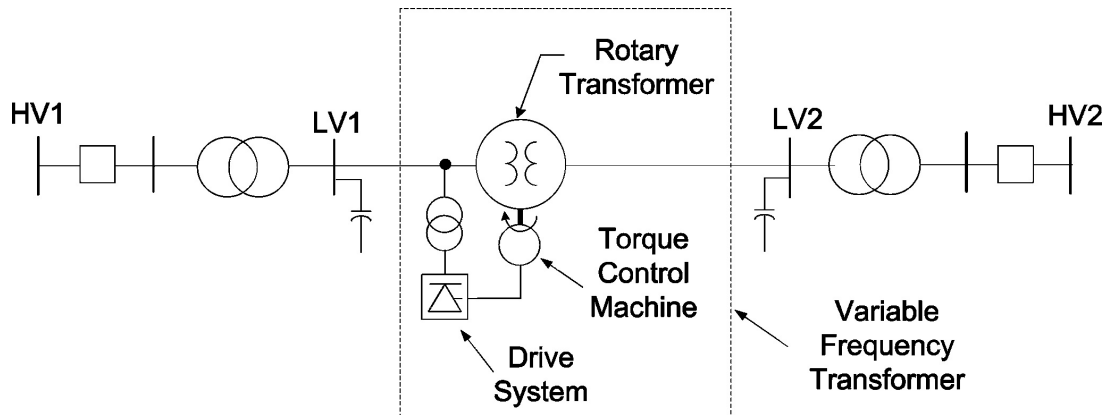 Rotary
Transformer
HV1
LV1
LV2
HV2
Torque
Control
Machine
Variable
Frequency
Transformer
Drive
System